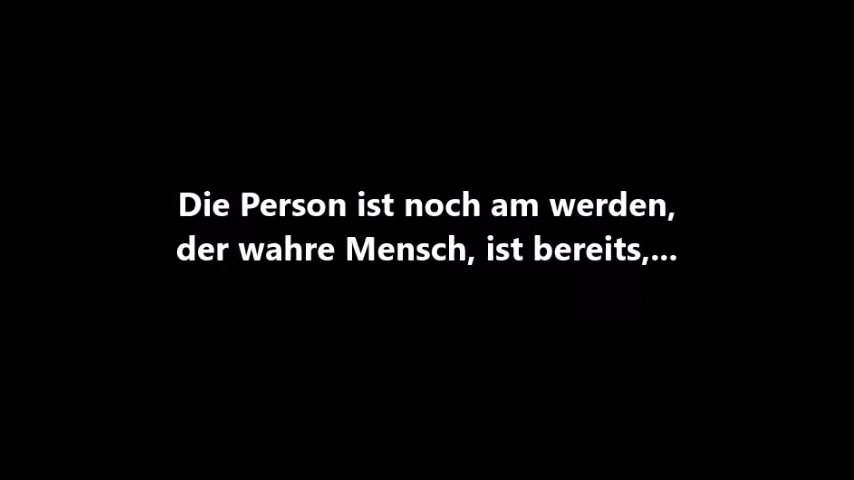 Die Person ist noch am werden,
der wahre Mensch, ist bereits,...